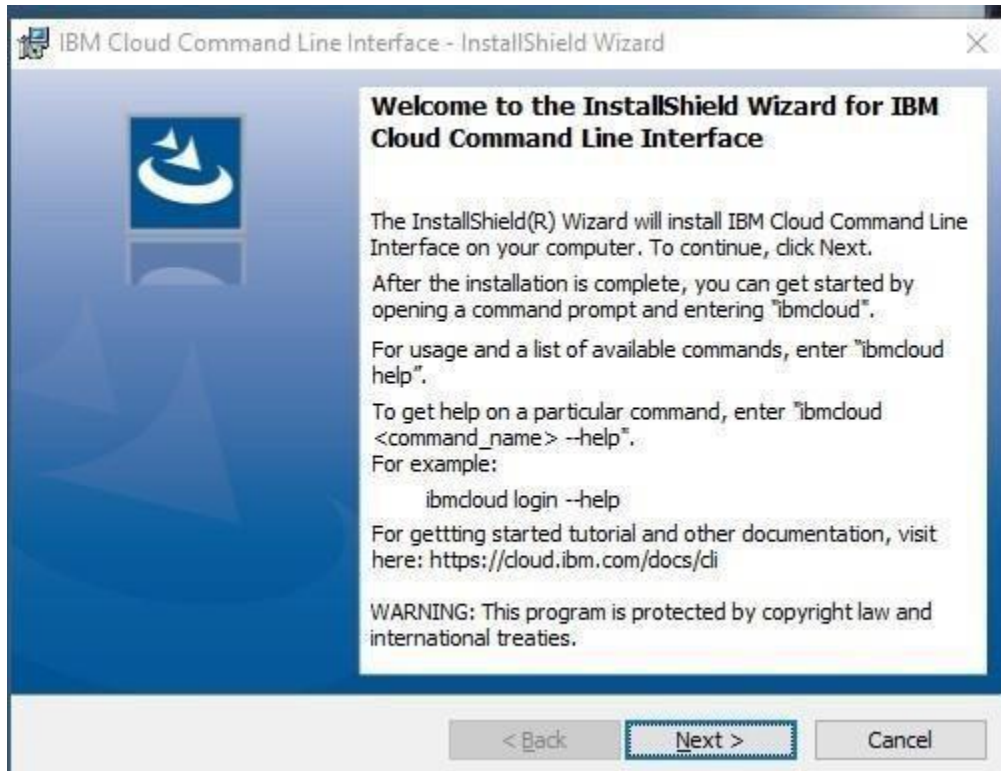 IBM Cloud Command Line Interface - InstallShield Wizard
Welcome to the InstallShield Wizard for IBM
Cloud Command Line Interface
The InstallShield(R) Wizard will install IBM Cloud Command Line
Interface on your computer. To continue, click Next.
After the installation is complete, you can get started by
opening a command prompt and entering "ibmcloud".
For usage and a list of available commands, enter "ibmcloud
help".
To get help on a particular command, enter "ibmcloud
<command_name> --help".
For example:
ibmcloud login --help
For gettting started tutorial and other documentation, visit
here: https://cloud.ibm.com/docs/cli
WARNING: This program is protected by copyright law and
international treaties.
< Back
Next >
Cancel